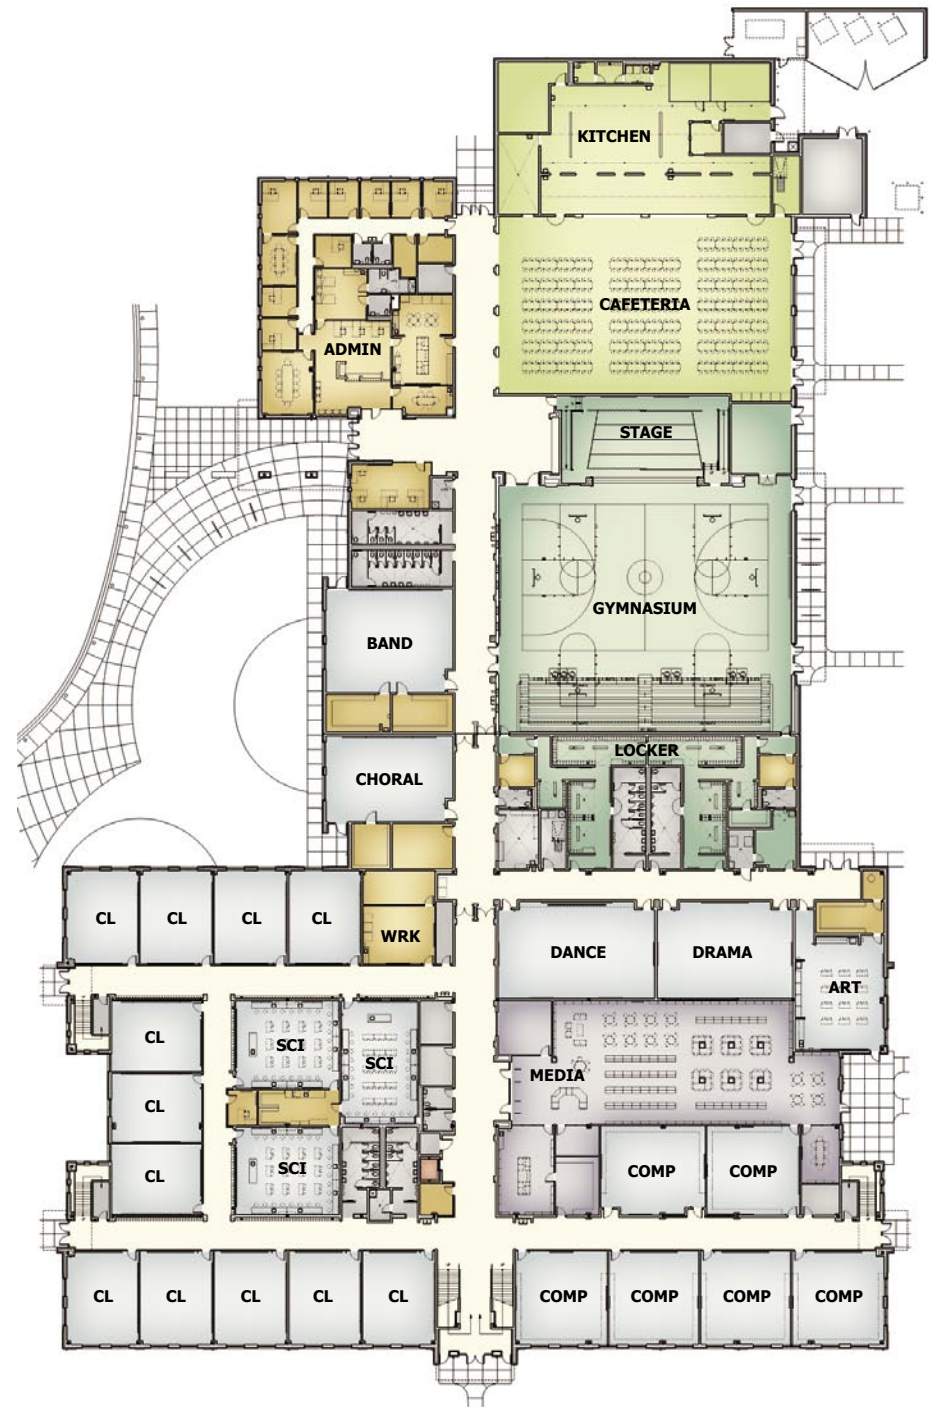 KITCHEN
CAFETERIA
ADMIN
STAGE
GYMNASIUM
BAND
LOCKER
CHORAL
CL CL CL CL
WRK
DANCE DRAMA
ART
CL
SCI
SCI
MEDIA
CL
CL
SCI
COMP COMP
CL CL CL CL CL
COMP COMP COMP COMP